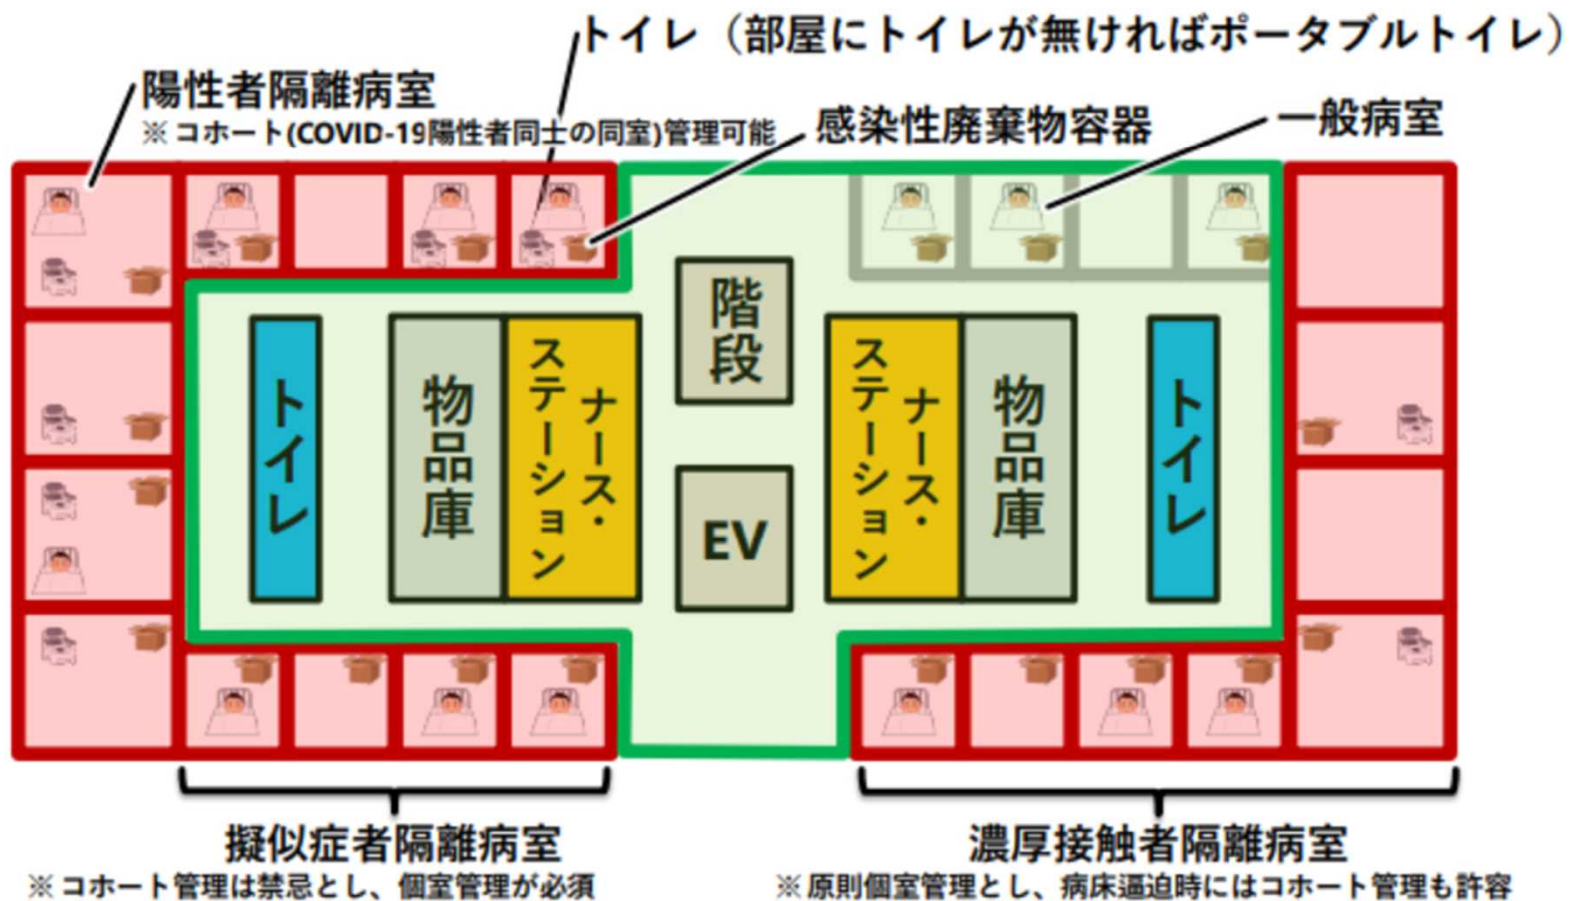 トイレ（部屋にトイレが無ければポータブルトイレ）
陽性者隔離病室
※コホート(COVID-19陽性者同士の同室)管理可能
感染性廃棄物容器
一般病室
階段
トイレ
物品庫
ナース・
ステーション
EV
ナース・
ステーション
物品庫
トイレ
擬似症者隔離病室
※コホート管理は禁忌とし、個室管理が必須
濃厚接触者隔離病室
※原則個室管理とし、病床逼迫時にはコホート管理も許容